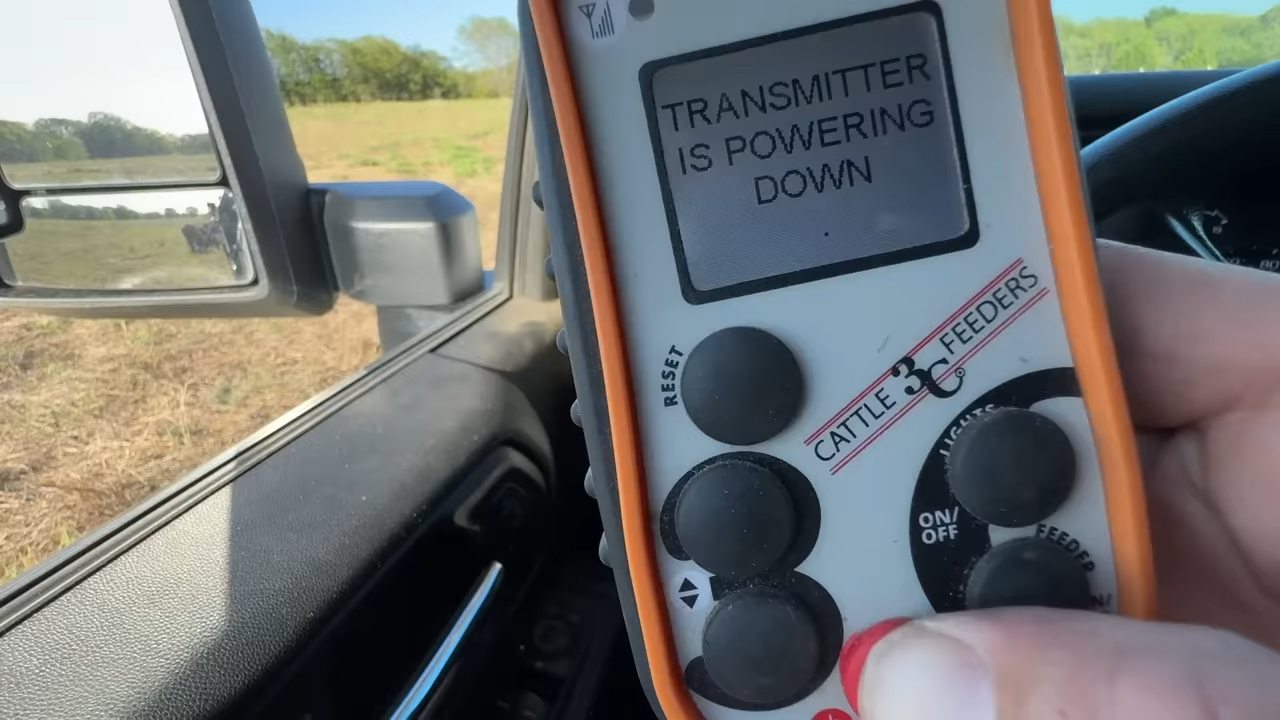 TRANSMITTER
IS POWERING
DOWN
RESET
CATTLE 3C FEEDERS
LIGHTS
ON/
OFF
FEEDER